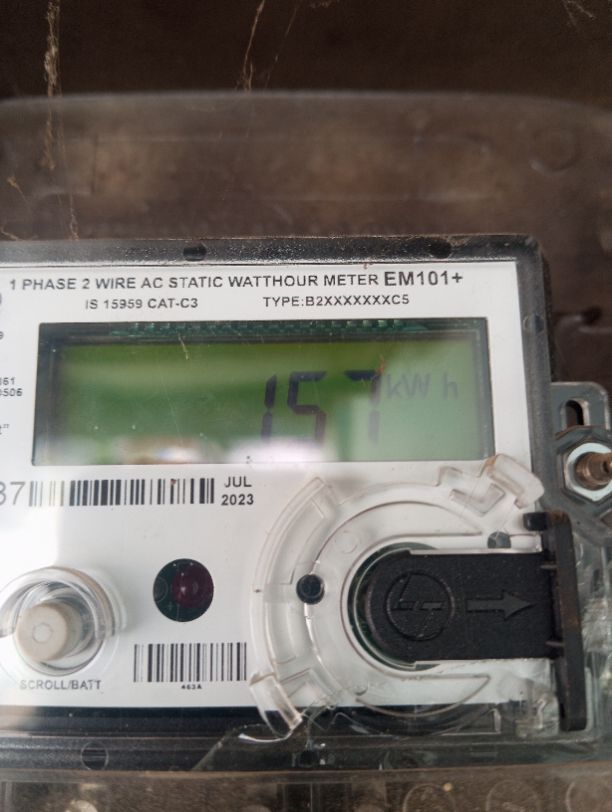 1 PHASE 2 WIRE AC STATIC WATTHOUR METER EM101+
IS 15959 CAT-C3 TYPE:B2XXXXXXXC5
157 kWh
JUL
2023
SCROLL/BATT
463A